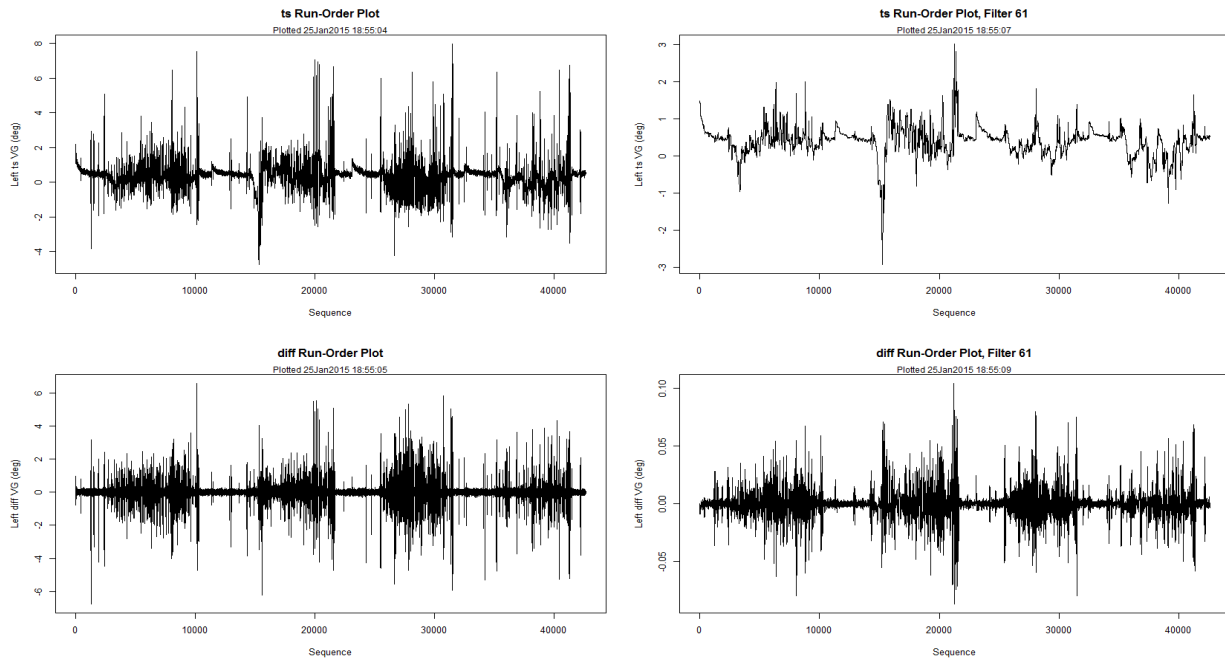 ts Run-Order Plot
Plotted 25Jan2015 18:55:04
Left ts VG (deg)
8
6
4
2
0
-2
-4
0 10000 20000 30000 40000
Sequence
ts Run-Order Plot, Filter 61
Plotted 25Jan2015 18:55:07
Left ts VG (deg)
3
2
1
0
-1
-2
-3
0 10000 20000 30000 40000
Sequence
diff Run-Order Plot
Plotted 25Jan2015 18:55:05
Left diff VG (deg)
6
4
2
0
-2
-4
-6
0 10000 20000 30000 40000
Sequence
diff Run-Order Plot, Filter 61
Plotted 25Jan2015 18:55:09
Left diff VG (deg)
0.10
0.05
0.00
-0.05
0 10000 20000 30000 40000
Sequence